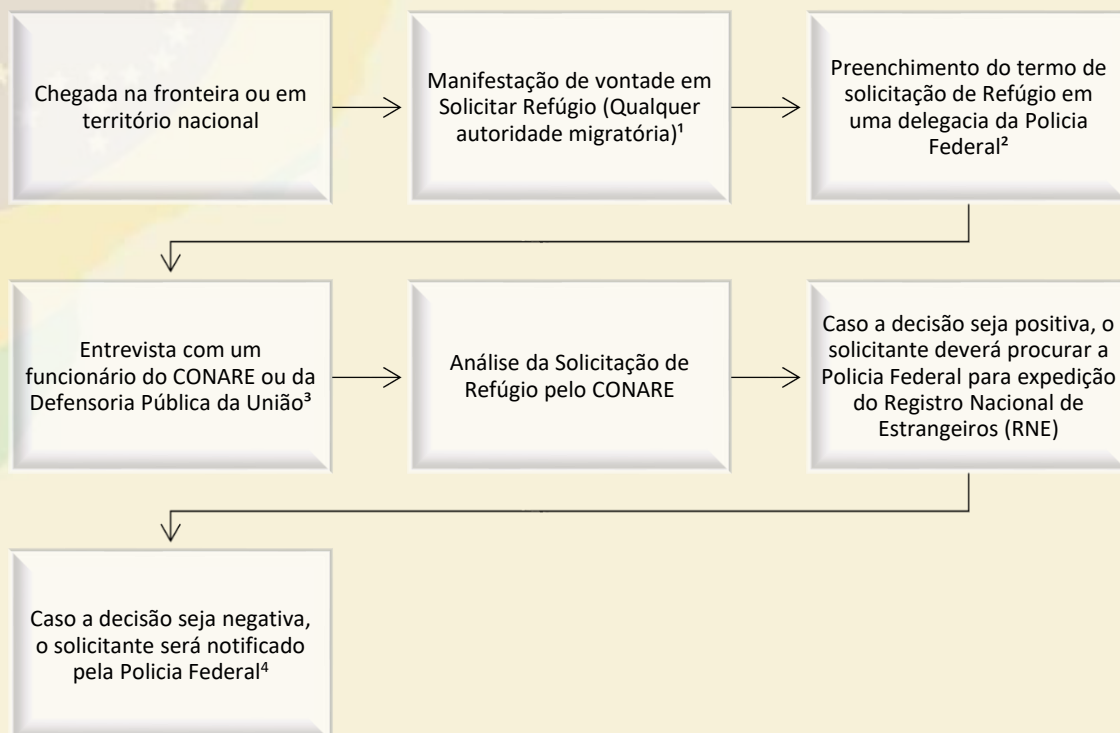 Chegada na fronteira ou em
território nacional
Manifestação de vontade em
Solicitar Refúgio (Qualquer
autoridade migratória)¹
Preenchimento do termo de
solicitação de Refúgio em
uma delegacia da Policia
Federal²
Entrevista com um
funcionário do CONARE ou da
Defensoria Pública da União³
Análise da Solicitação de
Refúgio pelo CONARE
Caso a decisão seja positiva, o
solicitante deverá procurar a
Policia Federal para expedição
do Registro Nacional de
Estrangeiros (RNE)
Caso a decisão seja negativa,
o solicitante será notificado
pela Policia Federal⁴